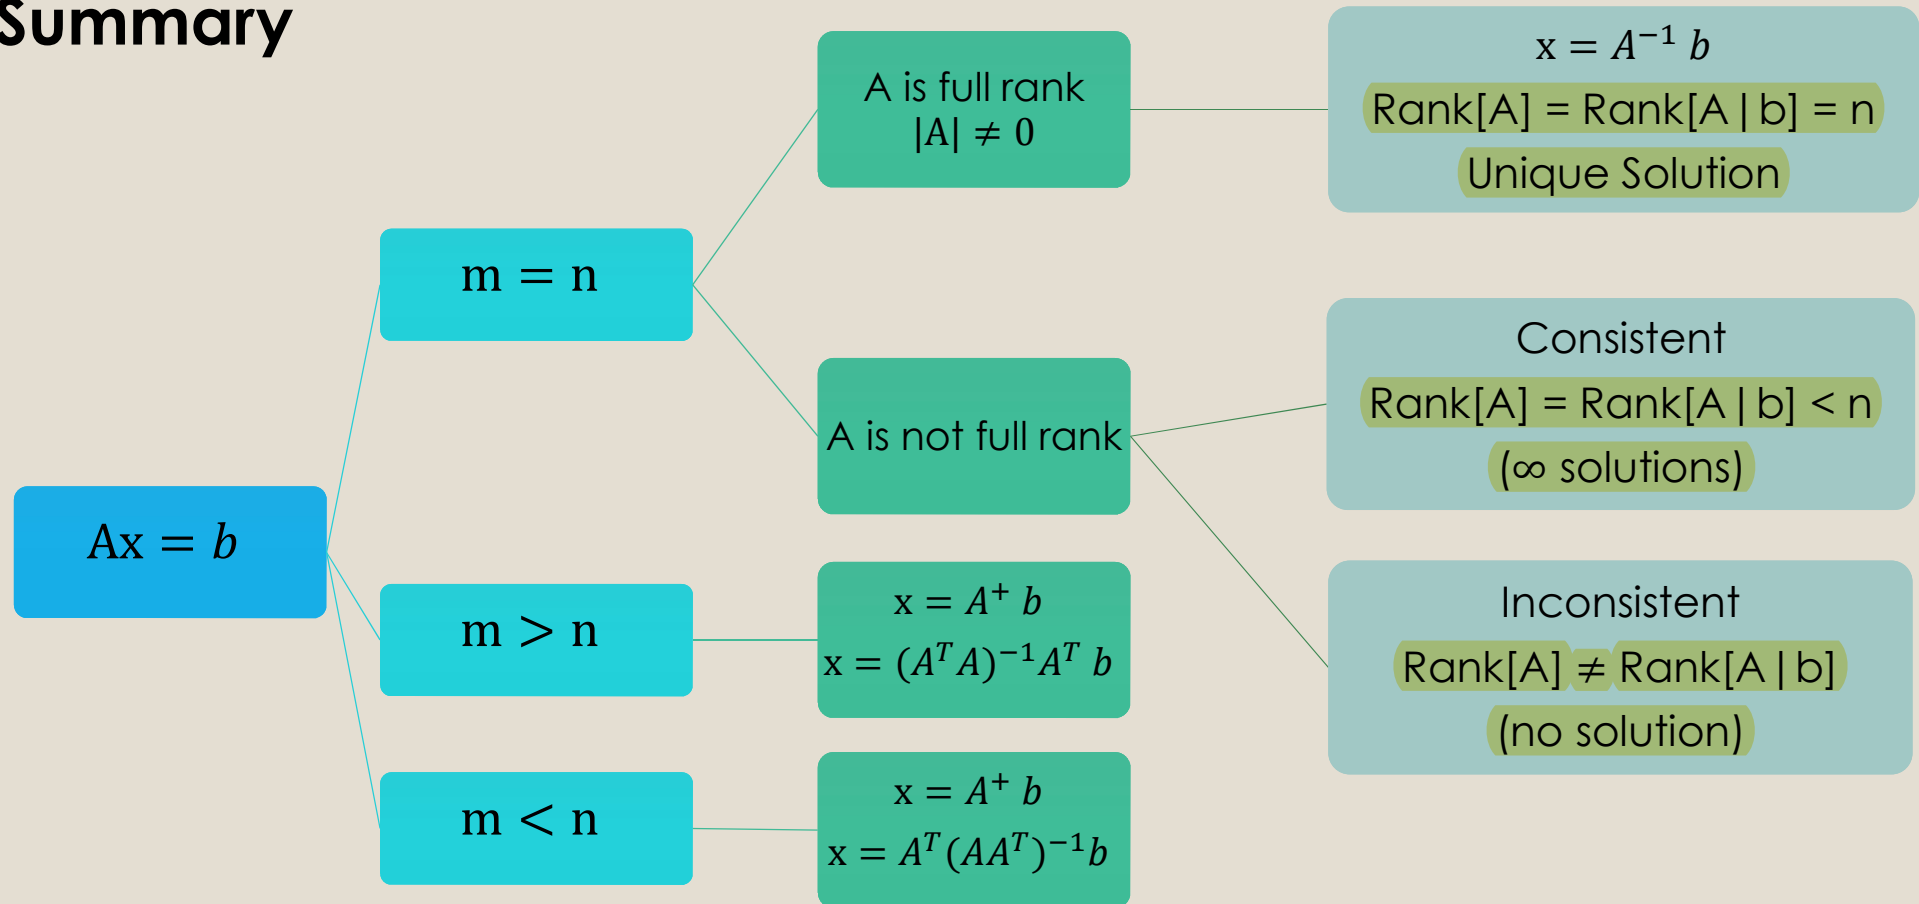 Summary
Ax = b
m = n
m > n
m < n
A is full rank
|A| ≠ 0
A is not full rank
x = A⁺ b
x = (AᵀA)⁻¹Aᵀ b
x = A⁺ b
x = Aᵀ(AAᵀ)⁻¹b
x = A⁻¹ b
Rank[A] = Rank[A|b] = n
Unique Solution
Consistent
Rank[A] = Rank[A|b] < n
(∞ solutions)
Inconsistent
Rank[A] ≠ Rank[A|b]
(no solution)